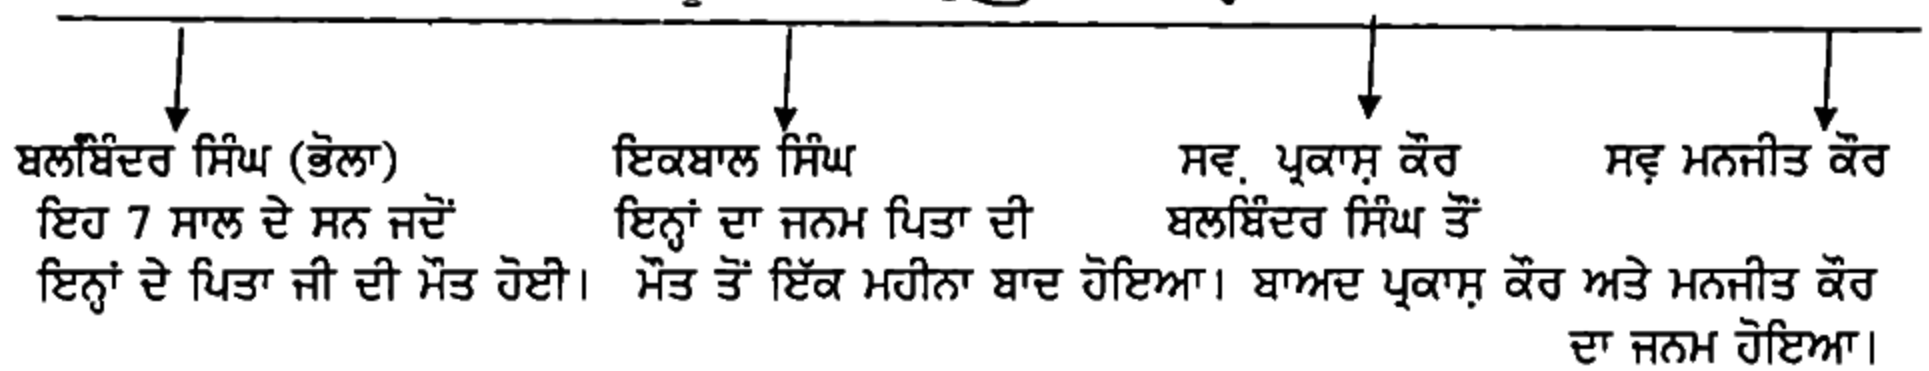 ਬਲਬਿੰਦਰ ਸਿੰਘ (ਭੋਲਾ) ਇਕਬਾਲ ਸਿੰਘ ਸਵ. ਪ੍ਰਕਾਸ਼ ਕੌਰ ਸਵ ਮਨਜੀਤ ਕੌਰ
ਇਹ 7 ਸਾਲ ਦੇ ਸਨ ਜਦੋਂ ਇਨ੍ਹਾਂ ਦਾ ਜਨਮ ਪਿਤਾ ਦੀ ਬਲਬਿੰਦਰ ਸਿੰਘ ਤੋਂ
ਇਨ੍ਹਾਂ ਦੇ ਪਿਤਾ ਜੀ ਦੀ ਮੌਤ ਹੋਈ। ਮੌਤ ਤੋਂ ਇੱਕ ਮਹੀਨਾ ਬਾਦ ਹੋਇਆ। ਬਾਅਦ ਪ੍ਰਕਾਸ਼ ਕੌਰ ਅਤੇ ਮਨਜੀਤ ਕੌਰ
ਦਾ ਜਨਮ ਹੋਇਆ।